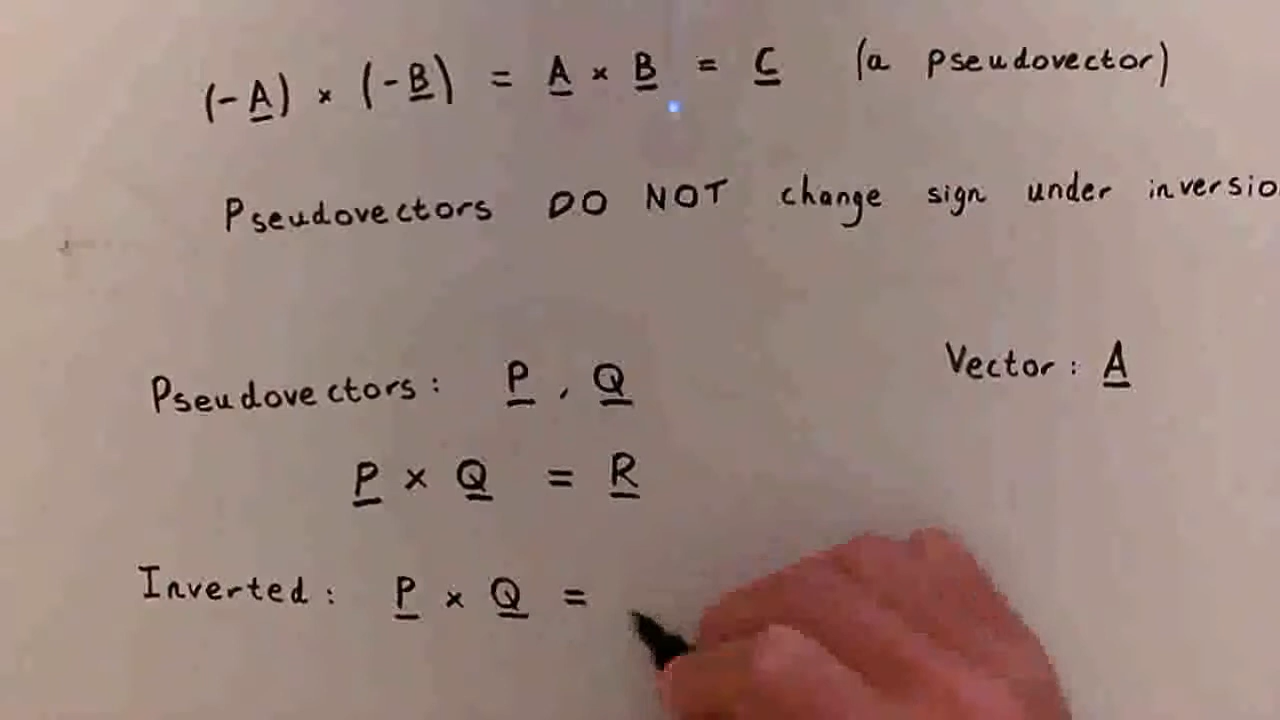 (-A) × (-B) = A × B = C (a pseudovector)
Pseudovectors DO NOT change sign under inversio
Pseudovectors: P, Q
Vector: A
P × Q = R
Inverted: P × Q =